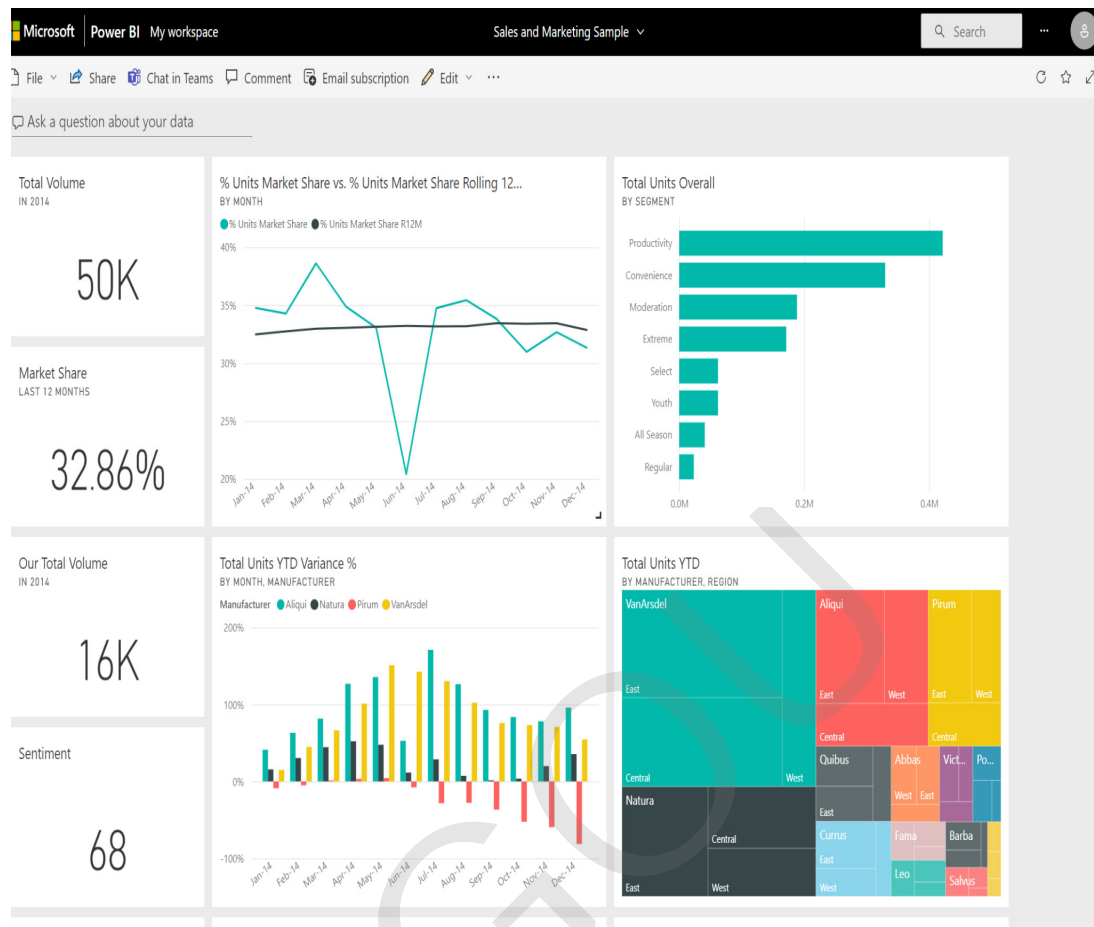 Microsoft Power BI My workspace Sales and Marketing Sample Search ...
File Share Chat in Teams Comment Email subscription Edit ...
Ask a question about your data
Total Volume
IN 2014
50K
% Units Market Share vs. % Units Market Share Rolling 12...
BY MONTH
% Units Market Share % Units Market Share R12M
40%
35%
30%
25%
20%
Jan-14 Feb-14 Mar-14 Apr-14 May-14 Jun-14 Jul-14 Aug-14 Sep-14 Oct-14 Nov-14 Dec-14
Total Units Overall
BY SEGMENT
Productivity
Convenience
Moderation
Extreme
Select
Youth
All Season
Regular
0.0M 0.2M 0.4M
Market Share
LAST 12 MONTHS
32.86%
Our Total Volume
IN 2014
16K
Total Units YTD Variance %
BY MONTH, MANUFACTURER
Manufacturer Aliqui Natura Pirum VanArsdel
200%
100%
0%
-100%
Jan-14 Feb-14 Mar-14 Apr-14 May-14 Jun-14 Jul-14 Aug-14 Sep-14 Oct-14 Nov-14 Dec-14
Total Units YTD
BY MANUFACTURER, REGION
VanArsdel Aliqui Pirum
East East West East West
Central Central
Central West
Quibus Abbas Vict... Po...
West East
East
Natura
Central
East West
Currus Fama Barba
East
Leo Salvus
West
Sentiment
68
SGOU